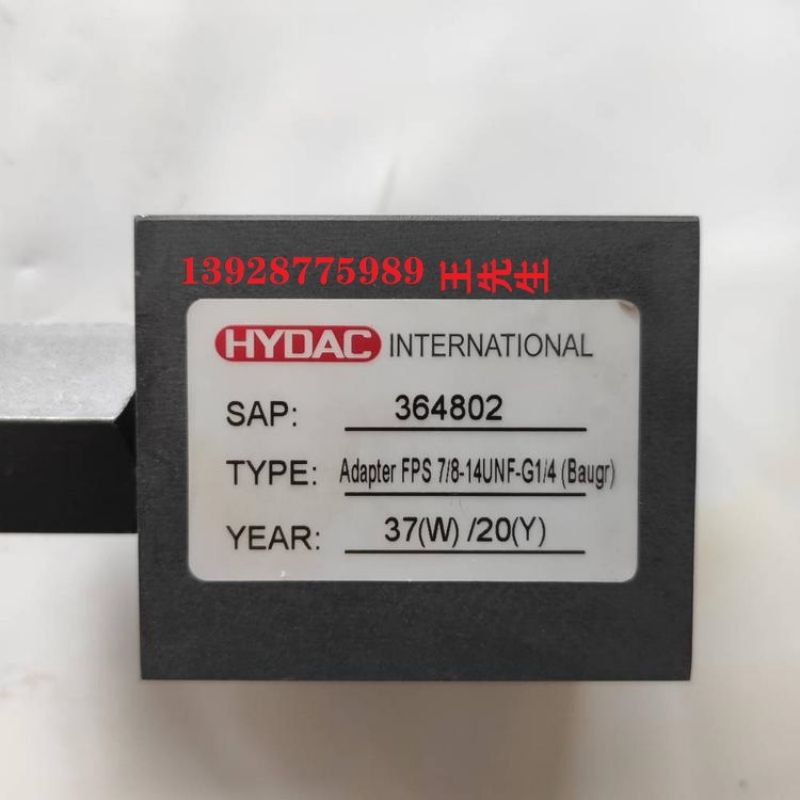 13928775989 王先生
HYDAC INTERNATIONAL
SAP: 364802
TYPE: Adapter FPS 7/8-14UNF-G1/4 (Baugr)
YEAR: 37(W) /20(Y)